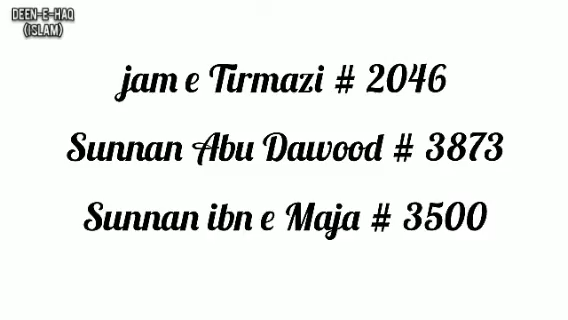 DEEN-E-HAQ
(ISLAM)
jam e Tirmazi # 2046
Sunnan Abu Dawood # 3873
Sunnan ibn e Maja # 3500